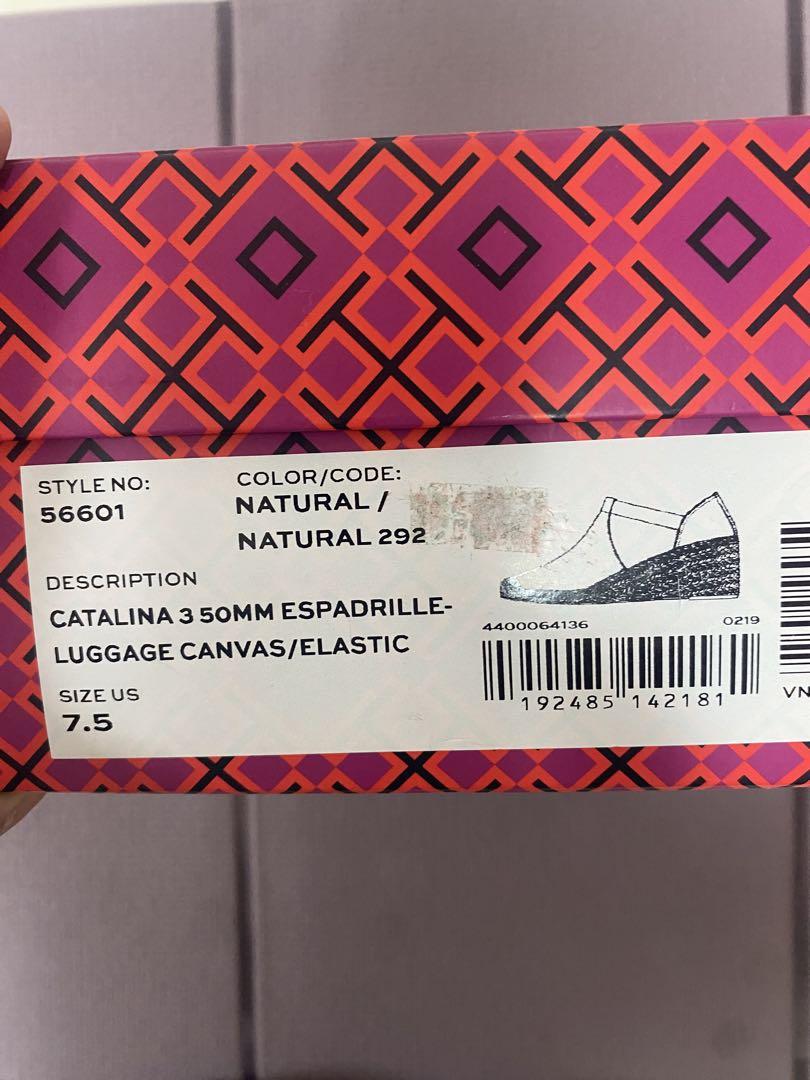 STYLE NO:
56601
COLOR/CODE:
NATURAL /
NATURAL 292
DESCRIPTION
CATALINA 3 50MM ESPADRILLE-
LUGGAGE CANVAS/ELASTIC
SIZE US
7.5
4400064136 0219
192485 142181
VN